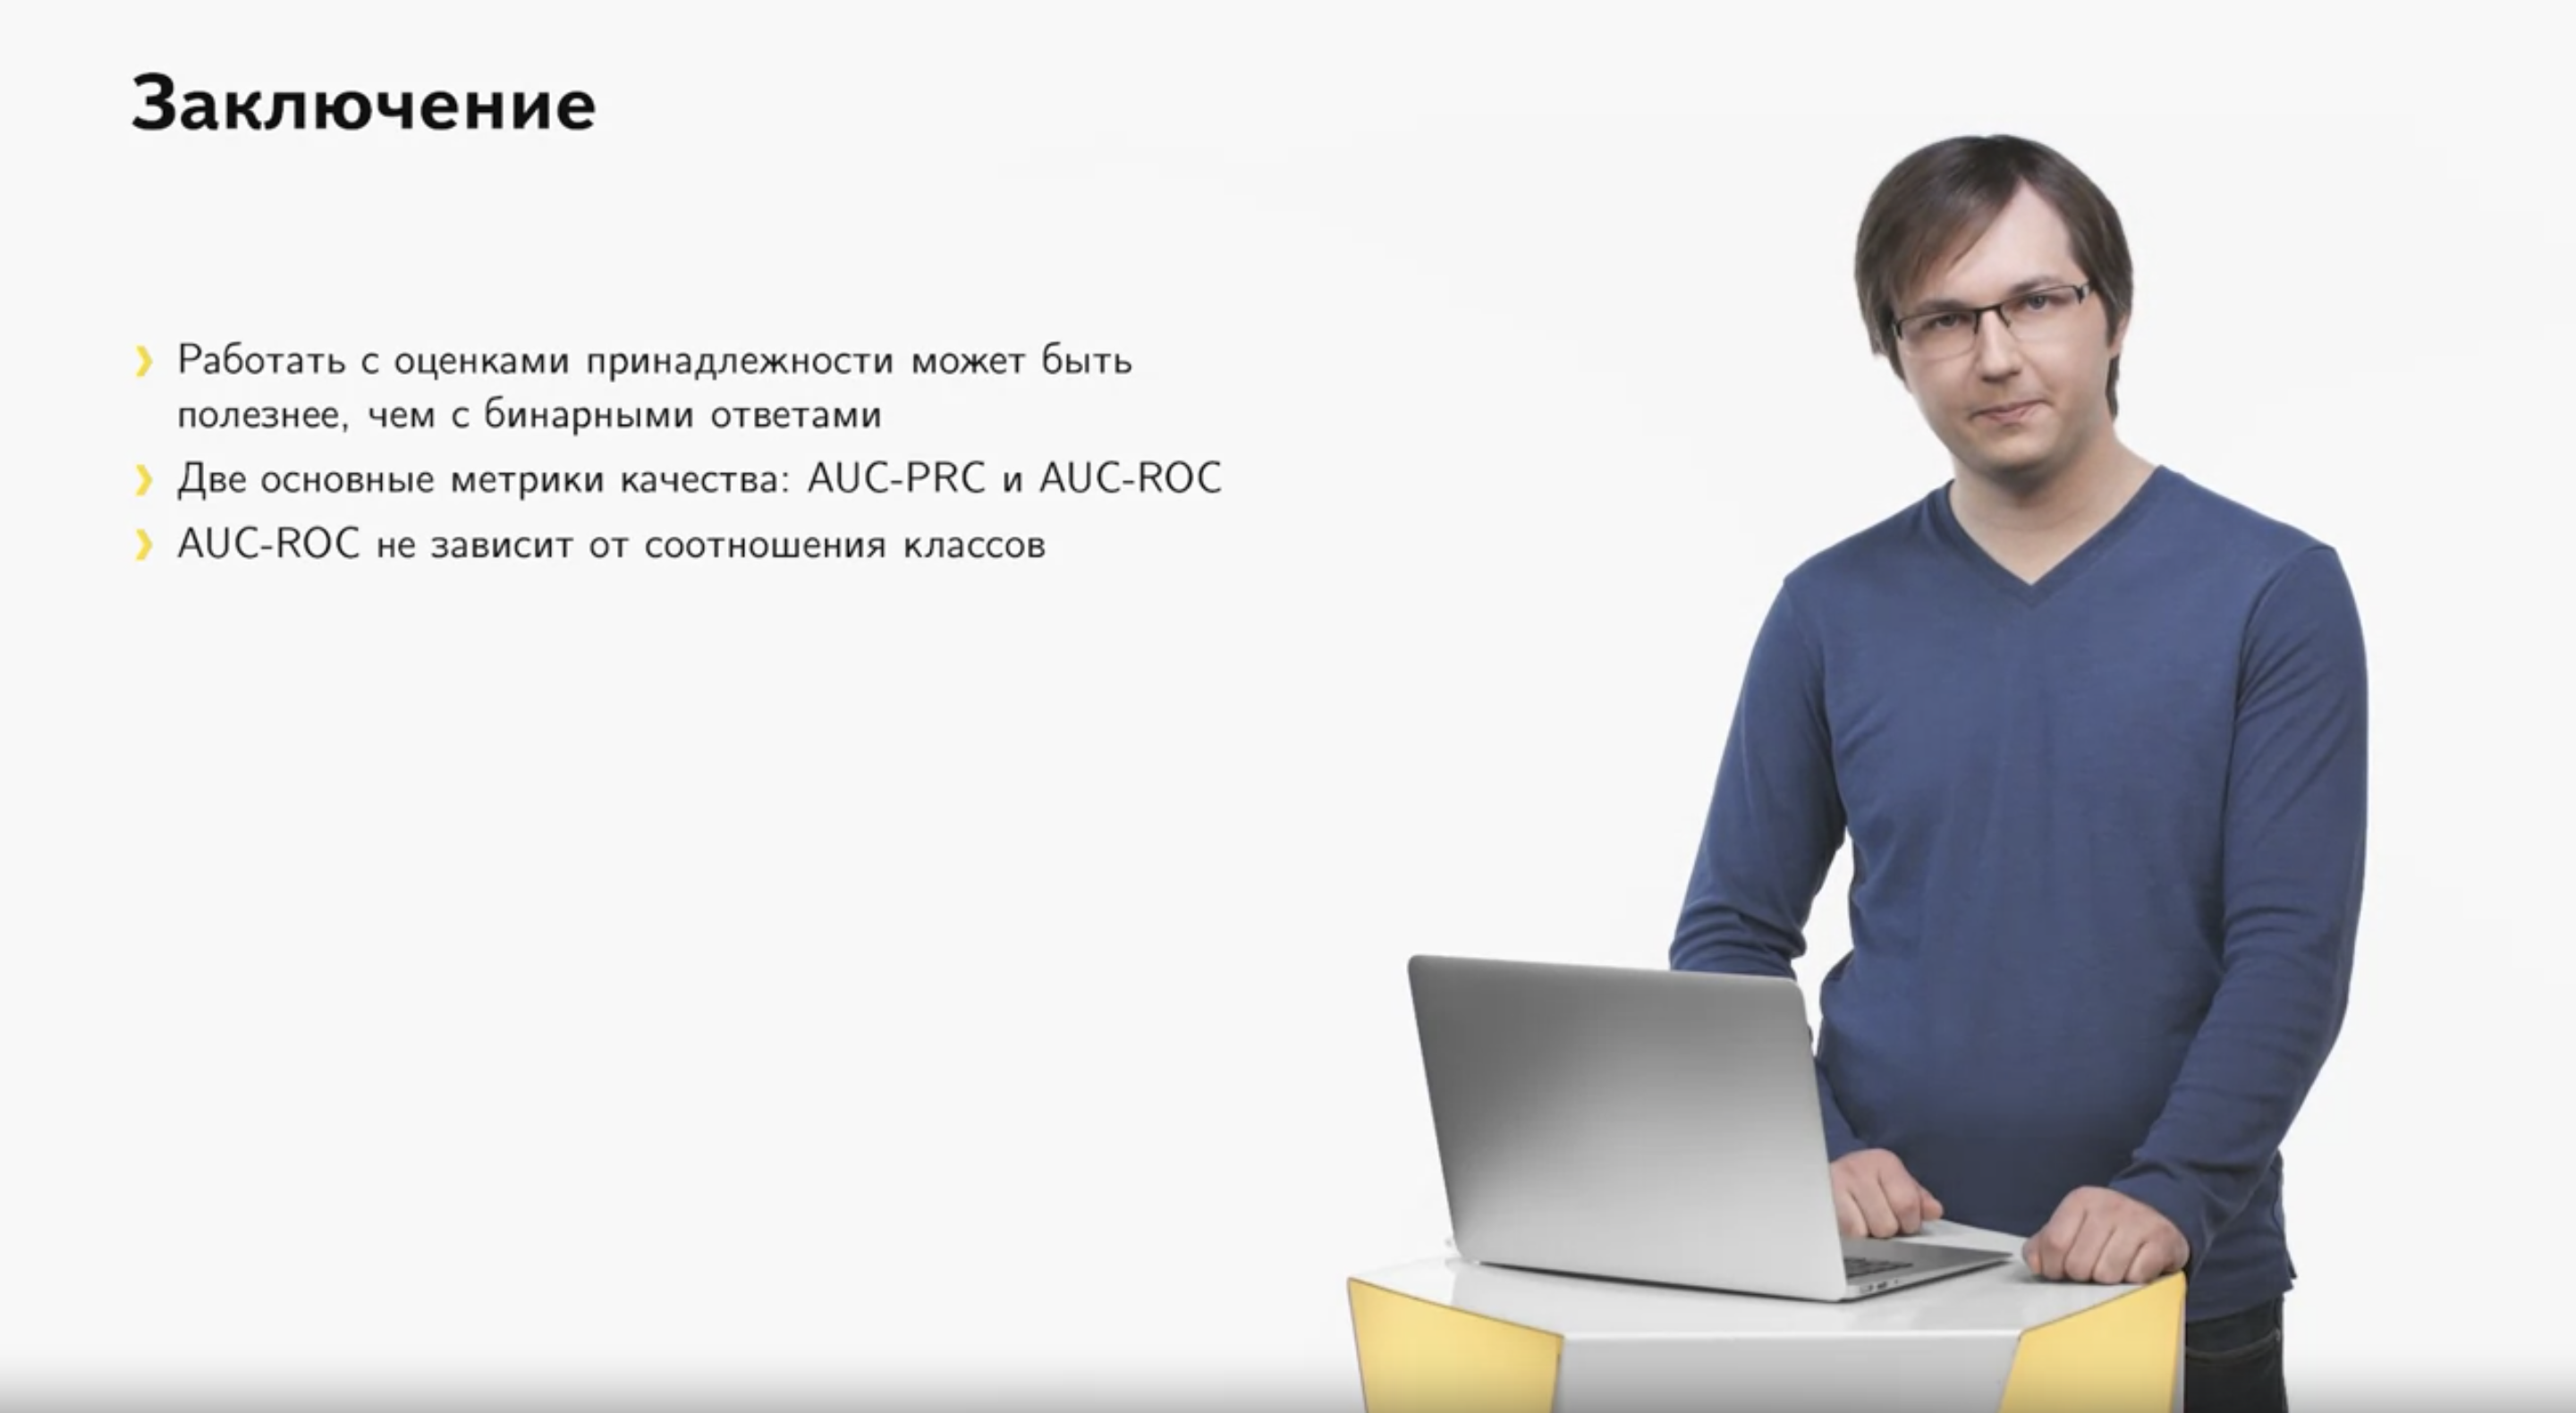 Заключение
Работать с оценками принадлежности может быть
полезнее, чем с бинарными ответами
Две основные метрики качества: AUC-PRC и AUC-ROC
AUC-ROC не зависит от соотношения классов